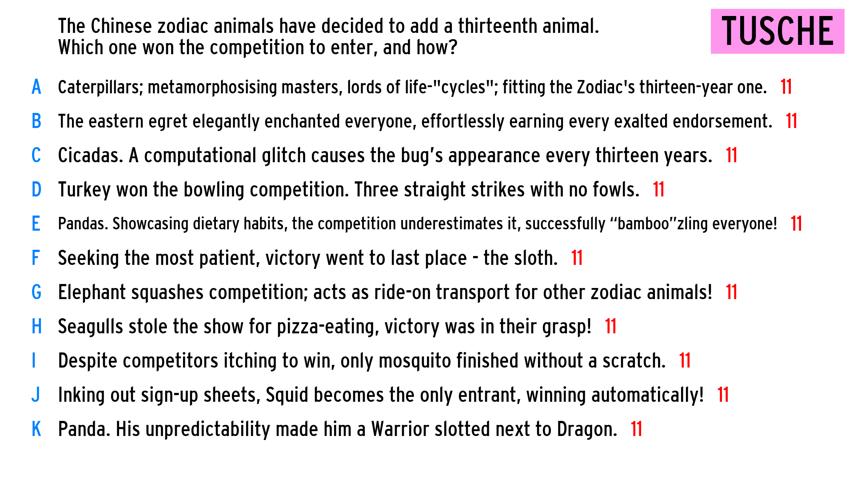 The Chinese zodiac animals have decided to add a thirteenth animal.
Which one won the competition to enter, and how?
TUSCHE
A Caterpillars; metamorphosising masters, lords of life-"cycles"; fitting the Zodiac's thirteen-year one. 11
B The eastern egret elegantly enchanted everyone, effortlessly earning every exalted endorsement. 11
C Cicadas. A computational glitch causes the bug’s appearance every thirteen years. 11
D Turkey won the bowling competition. Three straight strikes with no fowls. 11
E Pandas. Showcasing dietary habits, the competition underestimates it, successfully “bamboo”zling everyone! 11
F Seeking the most patient, victory went to last place - the sloth. 11
G Elephant squashes competition; acts as ride-on transport for other zodiac animals! 11
H Seagulls stole the show for pizza-eating, victory was in their grasp! 11
I Despite competitors itching to win, only mosquito finished without a scratch. 11
J Inking out sign-up sheets, Squid becomes the only entrant, winning automatically! 11
K Panda. His unpredictability made him a Warrior slotted next to Dragon. 11